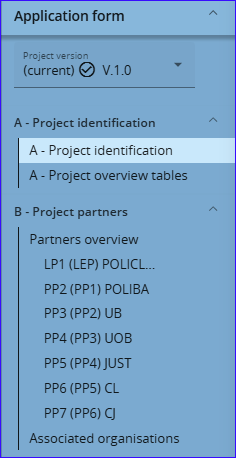 Application form
Project version
(current) V.1.0
A - Project identification
A - Project identification
A - Project overview tables
B - Project partners
Partners overview
LP1 (LEP) POLICL...
PP2 (PP1) POLIBA
PP3 (PP2) UB
PP4 (PP3) UOB
PP5 (PP4) JUST
PP6 (PP5) CL
PP7 (PP6) CJ
Associated organisations